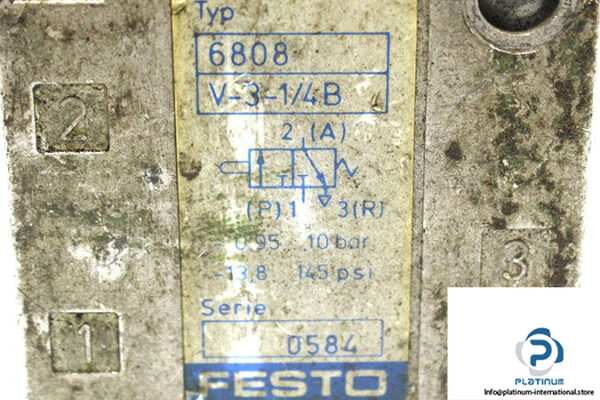 Typ
6808
V-3-1/4 B
2 (A)
(P) 1 3(R)
- 0,95 ... 10 bar
-13,8 145 psi
Serie
0584
FESTO
2
1
3
P
PLATINUM
Info@platinum-international.store